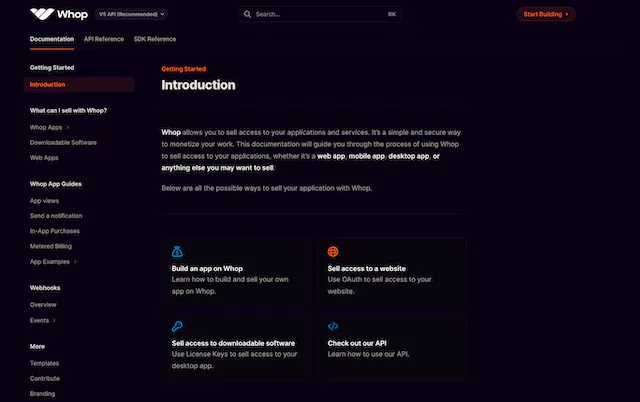 Whop
V5 API (Recommended)
Search...
⌘K
Start Building
Documentation
API Reference
SDK Reference
Getting Started
Introduction
What can I sell with Whop?
Whop Apps
Downloadable Software
Web Apps
Whop App Guides
App views
Send a notification
In-App Purchases
Metered Billing
App Examples
Webhooks
Overview
Events
More
Templates
Contribute
Branding
Getting Started
Introduction
Whop allows you to sell access to your applications and services. It's a simple and secure way
to monetize your work. This documentation will guide you through the process of using Whop
to sell access to your applications, whether it's a web app, mobile app, desktop app, or
anything else you may want to sell.
Below are all the possible ways to sell your application with Whop.
Build an app on Whop
Learn how to build and sell your own
app on Whop.
Sell access to a website
Use OAuth to sell access to your
website.
Sell access to downloadable software
Use License Keys to sell access to your
desktop app.
Check out our API
Learn how to use our API.